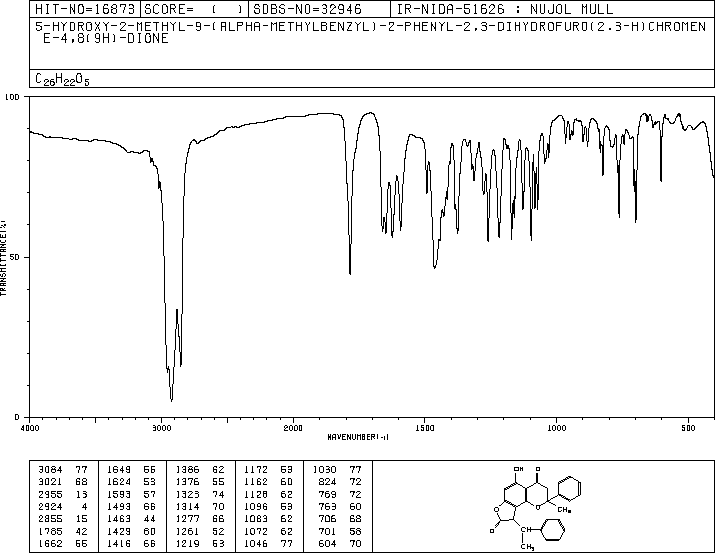 HIT-NO=16873 SCORE= ( ) SDBS-NO=32946 IR-NIDA-51626 : NUJOL MULL
5-HYDROXY-2-METHYL-9-(ALPHA-METHYLBENZYL)-2-PHENYL-2,3-DIHYDROFURO(2,3-H)CHROMEN
E-4,8(9H)-DIONE
C26H22O5
100
50
0
TRANSMITTANCE(%)
4000 3000 2000 1500 1000 500
WAVENUMBER(-1)
3084 77 1649 55 1386 62 1172 53 1030 77
3021 68 1624 53 1376 55 1162 60 824 72
2955 13 1593 57 1323 74 1128 62 769 72
2924 4 1493 66 1314 70 1096 53 763 60
2855 15 1463 44 1277 66 1083 62 706 68
1785 42 1429 60 1261 52 1072 62 701 58
1662 55 1416 66 1219 53 1046 77 604 70
OH O
O CH3
O
O CH
CH3